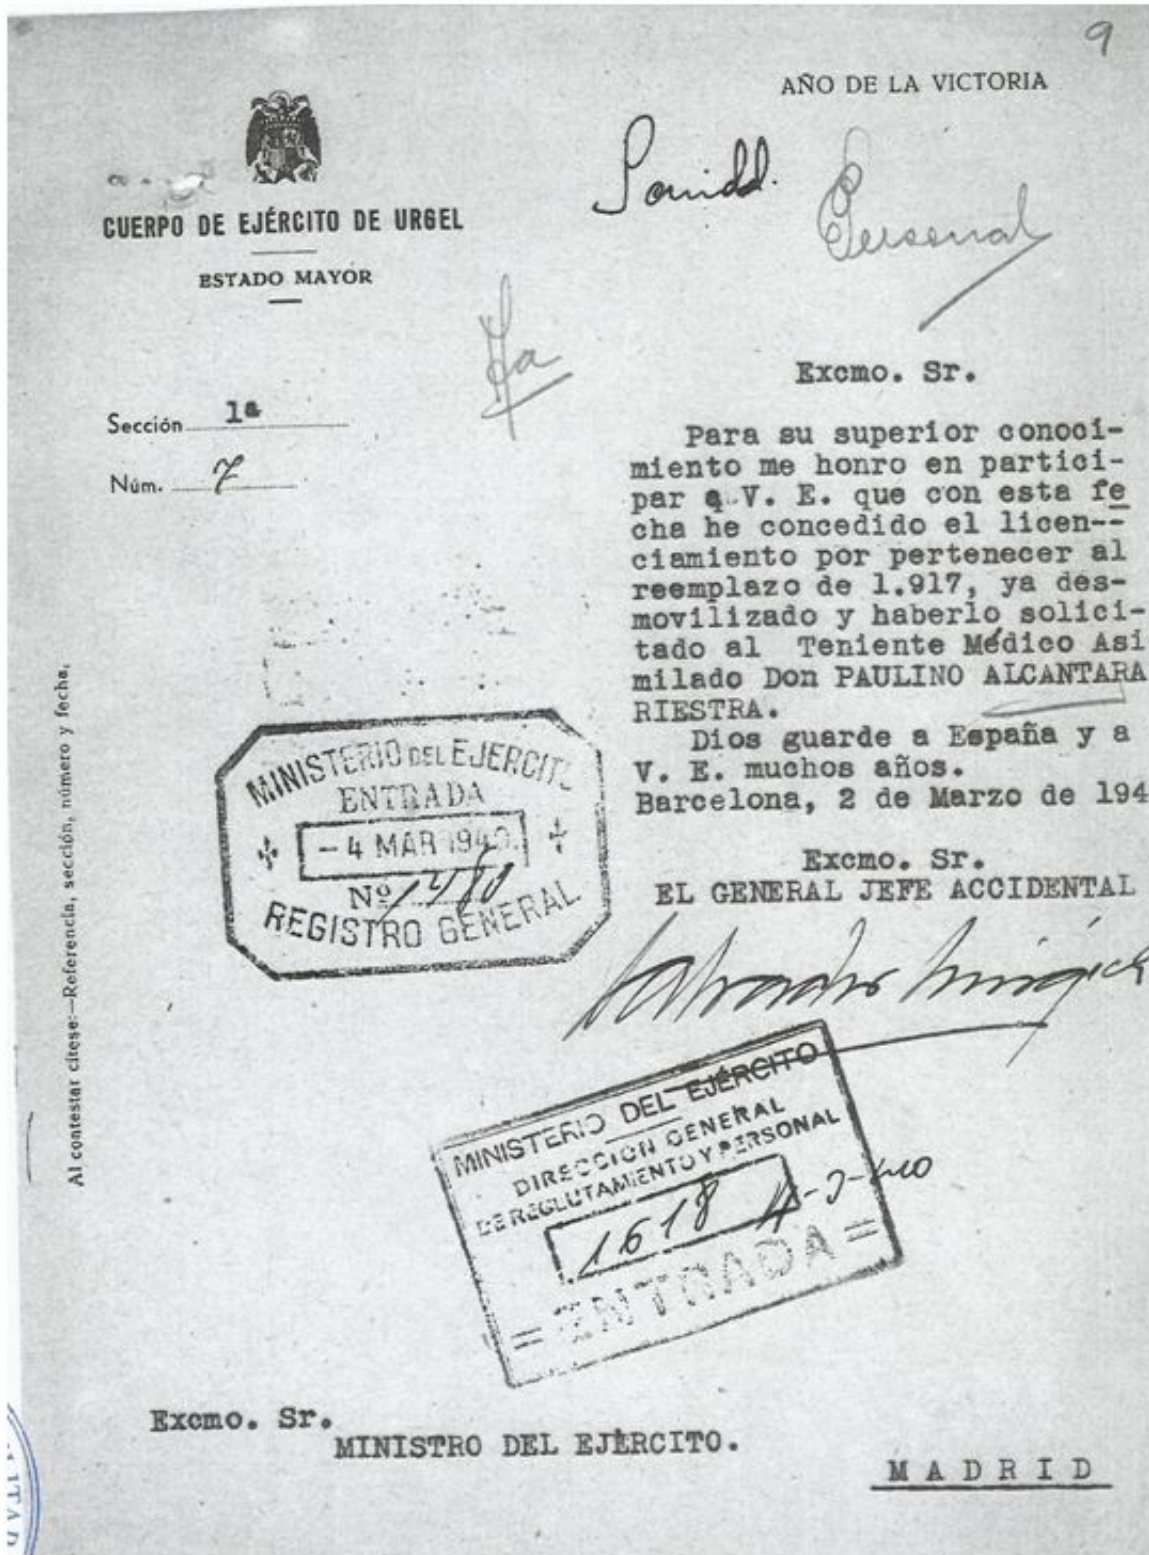 9
AÑO DE LA VICTORIA
Sanidd.
Personal
CUERPO DE EJÉRCITO DE URGEL
ESTADO MAYOR
Excmo. Sr.
Sección 1ª
Núm. 7
Para su superior conoci-
miento me honro en partici-
par a V. E. que con esta fe
cha he concedido el licen--
ciamiento por pertenecer al
reemplazo de 1.917, ya des-
movilizado y haberlo solici-
tado al Teniente Médico Asi
milado Don PAULINO ALCANTARA
RIESTRA.
Dios guarde a España y a
V. E. muchos años.
Barcelona, 2 de Marzo de 194
Excmo. Sr.
EL GENERAL JEFE ACCIDENTAL
MINISTERIO DEL EJERCITO
ENTRADA
-4 MAR 1940.
Nº
REGISTRO GENERAL
Al contestar cítese:—Referencia, sección, número y fecha.
MINISTERIO DEL EJÉRCITO
DIRECCION GENERAL
DE RECLUTAMIENTO Y PERSONAL
1618
= ENTRADA =
Excmo. Sr.
MINISTRO DEL EJÉRCITO.
MADRID